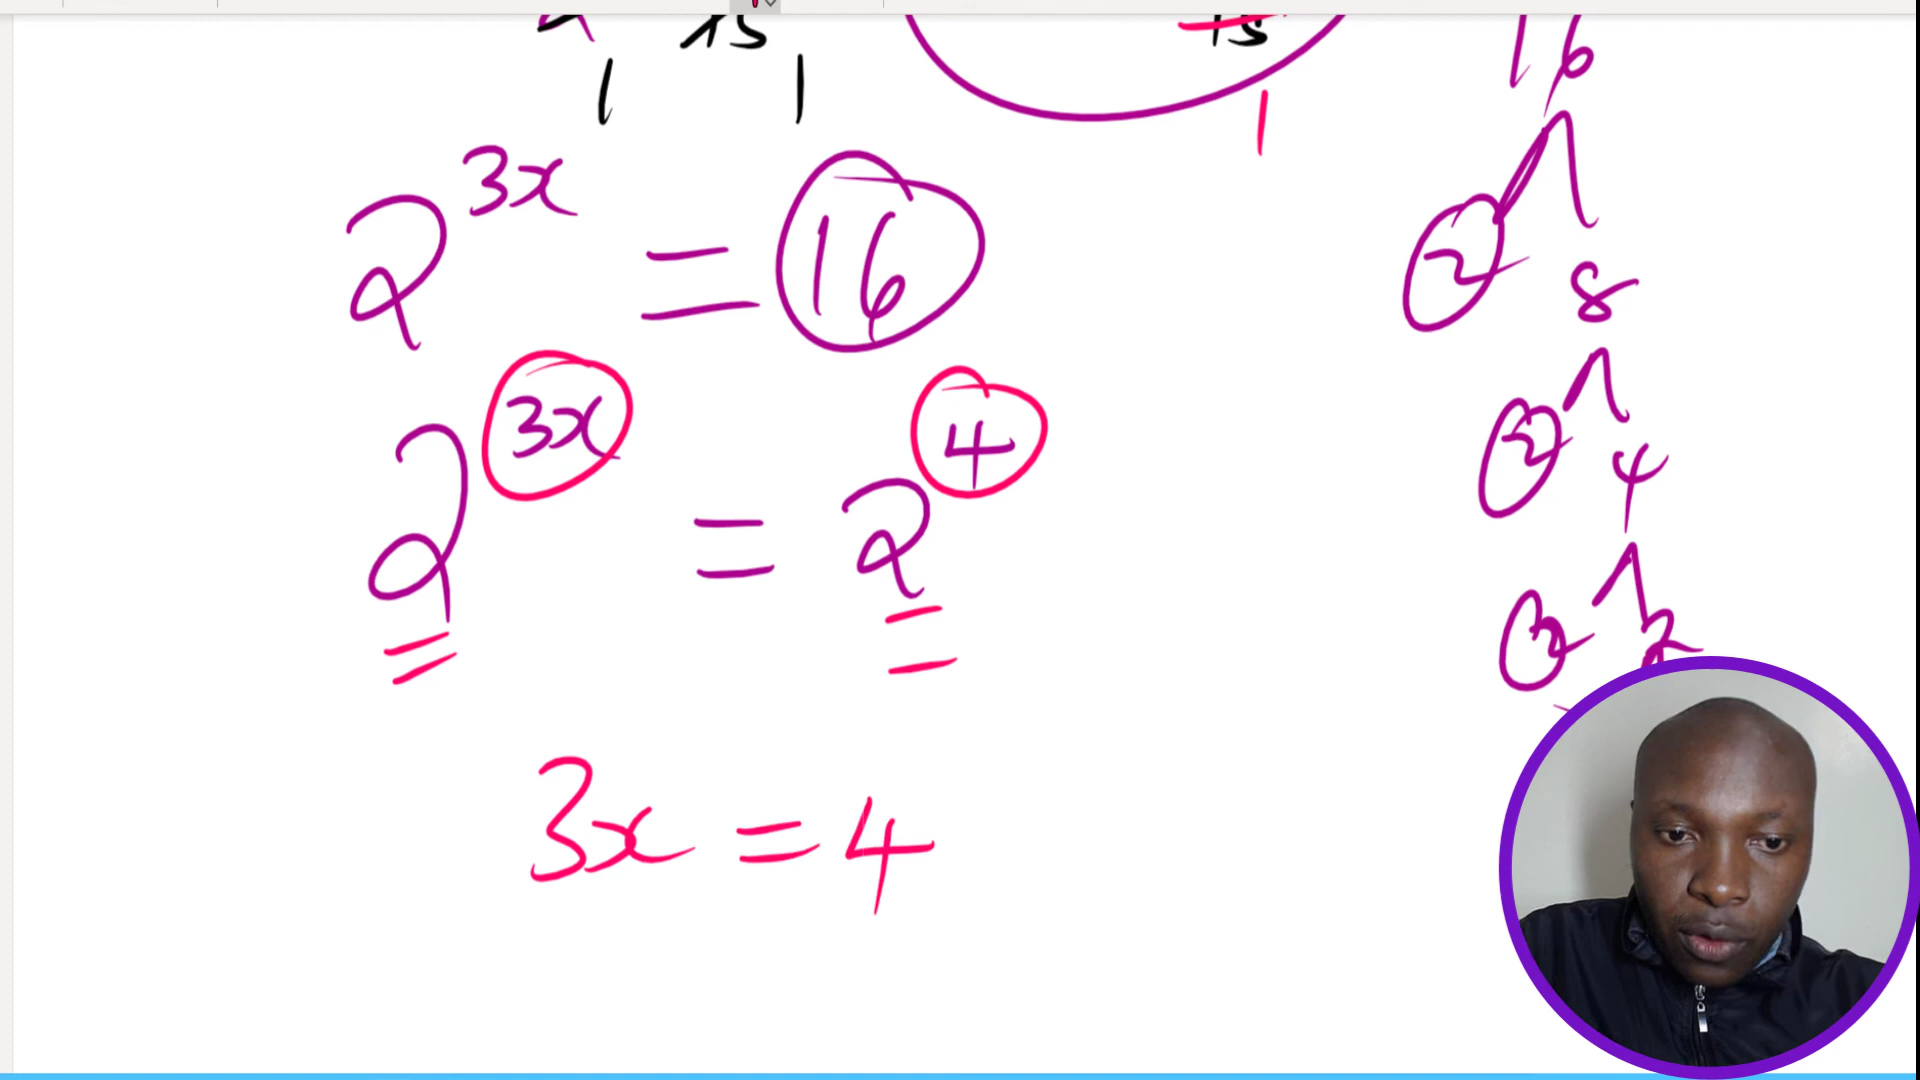 15 15 16
1 1 1
2^{3x} = 16
2 8
2^{3x} = 2^4
2 4
2 2
3x = 4